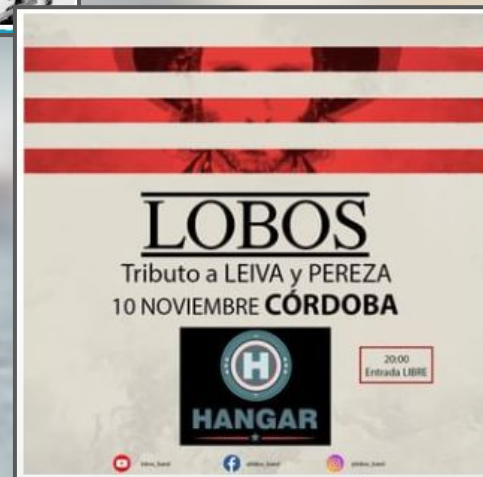 LOBOS
Tributo a LEIVA y PEREZA
10 NOVIEMBRE CÓRDOBA
H
HANGAR
20:00
Entrada LIBRE